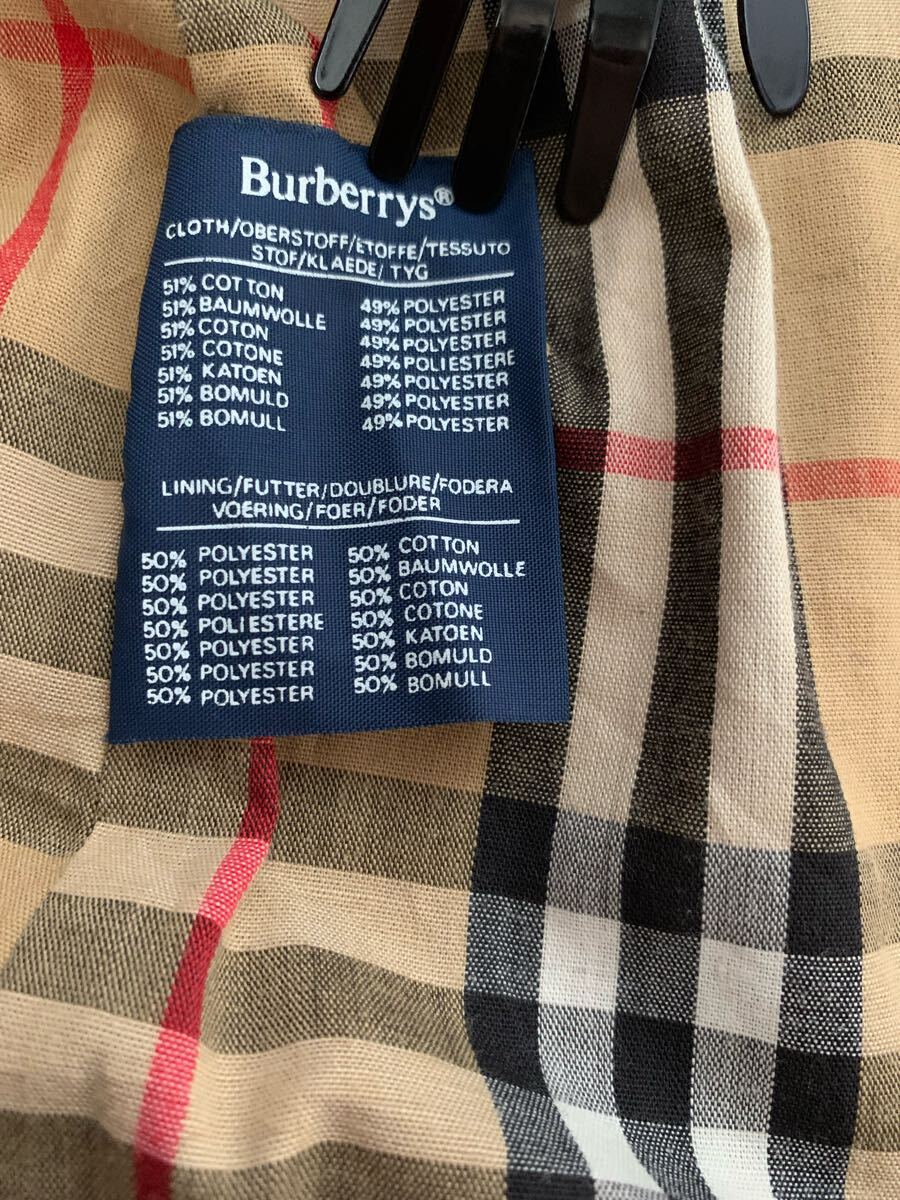 Burberrys®
CLOTH/OBERSTOFF/ETOFFE/TESSUTO
STOF/KLAEDE/TYG
51% COTTON 49% POLYESTER
51% BAUMWOLLE 49% POLYESTER
51% COTON 49% POLYESTER
51% COTONE 49% POLIESTERE
51% KATOEN 49% POLYESTER
51% BOMULD 49% POLYESTER
51% BOMULL 49% POLYESTER
LINING/FUTTER/DOUBLURE/FODERA
VOERING/FOER/FODER
50% POLYESTER 50% COTTON
50% POLYESTER 50% BAUMWOLLE
50% POLYESTER 50% COTON
50% POLIESTERE 50% COTONE
50% POLYESTER 50% KATOEN
50% POLYESTER 50% BOMULD
50% POLYESTER 50% BOMULL